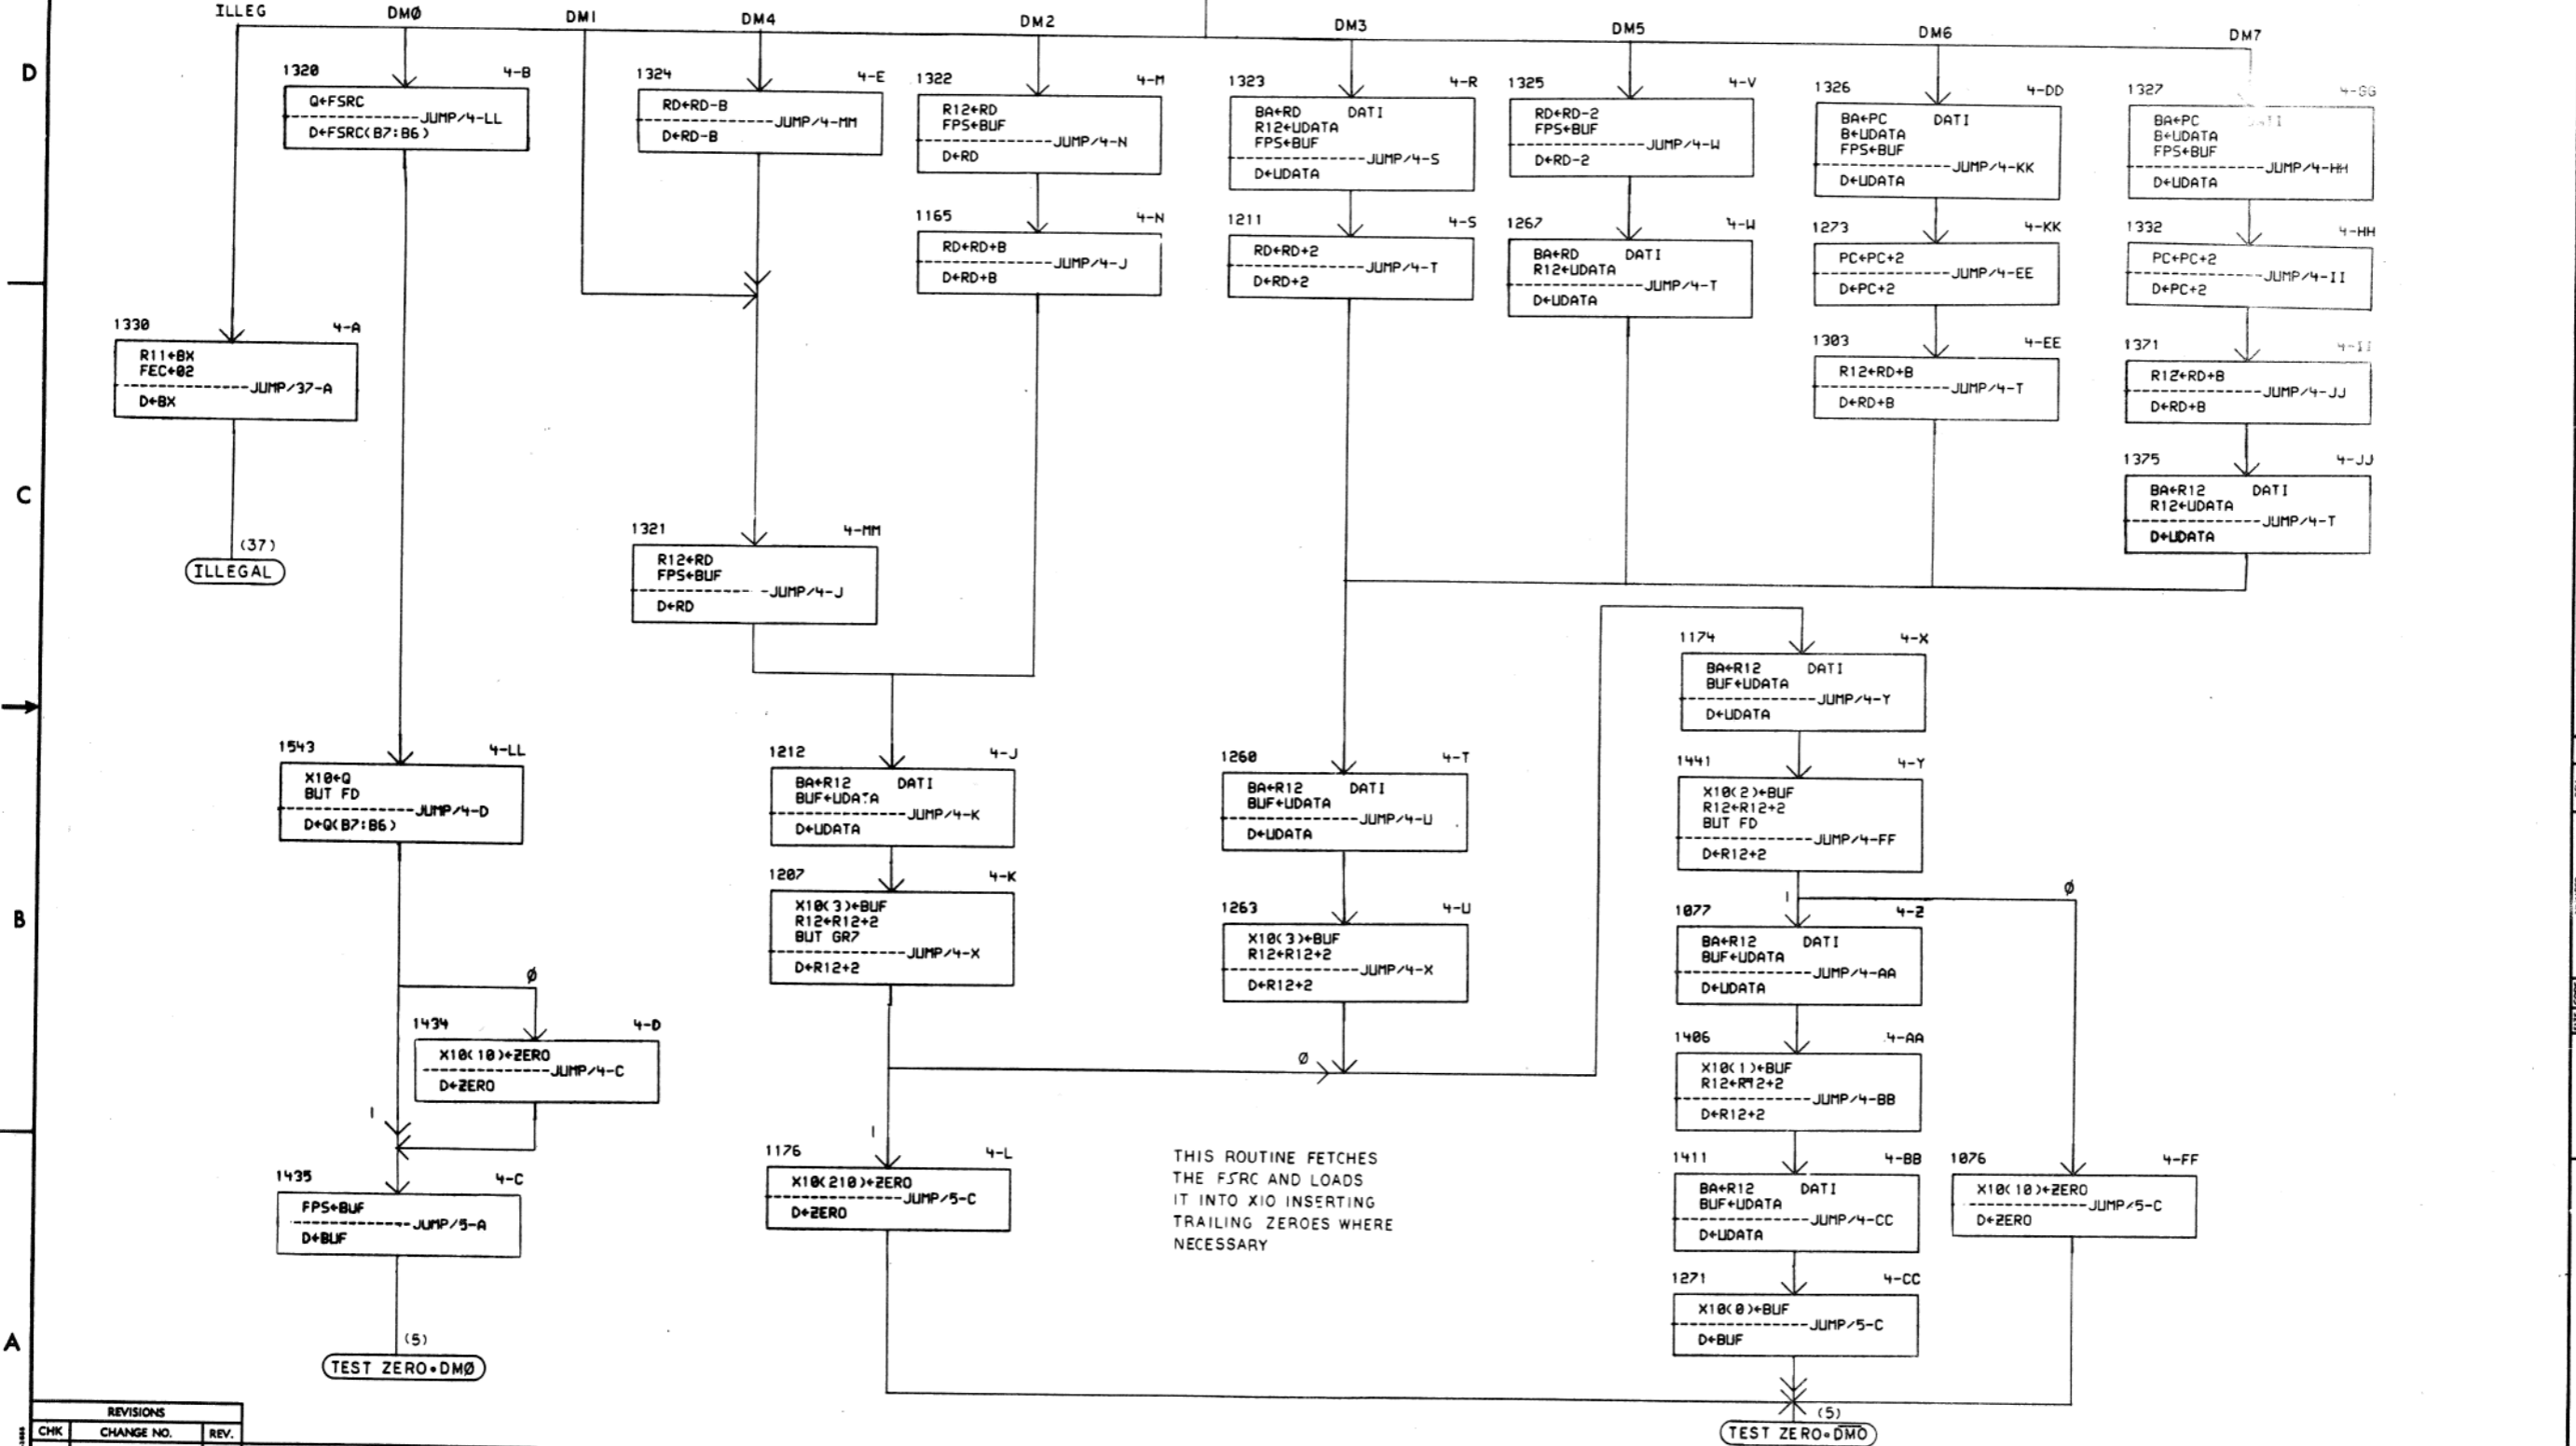 ILLEG
DMØ
DM1
DM4
DM2
DM3
DM5
DM6
DM7
D
C
B
A
1320 4-B
Q←FSRC
JUMP/4-LL
D←FSRC(B7:B6)
1324 4-E
RD←RD-B
JUMP/4-MM
D←RD-B
1322 4-M
R12←RD
FPS←BUF
JUMP/4-N
D←RD
1323 4-R
BA←RD DATI
R12←UDATA
FPS←BUF
JUMP/4-S
D←UDATA
1325 4-V
RD←RD-2
FPS←BUF
JUMP/4-W
D←RD-2
1326 4-DD
BA←PC DATI
B←UDATA
FPS←BUF
JUMP/4-KK
D←UDATA
1327 4-GG
BA←PC DATI
B←UDATA
FPS←BUF
JUMP/4-HH
D←UDATA
1165 4-N
RD←RD+B
JUMP/4-J
D←RD+B
1211 4-S
RD←RD+2
JUMP/4-T
D←RD+2
1267 4-W
BA←RD DATI
R12←UDATA
JUMP/4-T
D←UDATA
1273 4-KK
PC←PC+2
JUMP/4-EE
D←PC+2
1332 4-HH
PC←PC+2
JUMP/4-II
D←PC+2
1330 4-A
R11←BX
FEC←02
JUMP/37-A
D←BX
1303 4-EE
R12←RD+B
JUMP/4-T
D←RD+B
1371 4-II
R12←RD+B
JUMP/4-JJ
D←RD+B
1375 4-JJ
BA←R12 DATI
R12←UDATA
JUMP/4-T
D←UDATA
(37)
ILLEGAL
1321 4-MM
R12←RD
FPS←BUF
JUMP/4-J
D←RD
1174 4-X
BA←R12 DATI
BUF←UDATA
JUMP/4-Y
D←UDATA
1543 4-LL
X10←Q
BUT FD
JUMP/4-D
D←Q(B7:B6)
1212 4-J
BA←R12 DATI
BUF←UDATA
JUMP/4-K
D←UDATA
1260 4-T
BA←R12 DATI
BUF←UDATA
JUMP/4-U
D←UDATA
1441 4-Y
X10(2)←BUF
R12←R12+2
BUT FD
JUMP/4-FF
D←R12+2
1207 4-K
X10(3)←BUF
R12←R12+2
BUT GR7
JUMP/4-X
D←R12+2
1263 4-U
X10(3)←BUF
R12←R12+2
JUMP/4-X
D←R12+2
1
Ø
1077 4-Z
BA←R12 DATI
BUF←UDATA
JUMP/4-AA
D←UDATA
Ø
1434 4-D
X10(10)←ZERO
JUMP/4-C
D←ZERO
1
Ø
1406 4-AA
X10(1)←BUF
R12←R12+2
JUMP/4-BB
D←R12+2
1435 4-C
FPS←BUF
JUMP/5-A
D←BUF
1
1176 4-L
X10(210)←ZERO
JUMP/5-C
D←ZERO
THIS ROUTINE FETCHES
THE FSRC AND LOADS
IT INTO X10 INSERTING
TRAILING ZEROES WHERE
NECESSARY
1411 4-BB
BA←R12 DATI
BUF←UDATA
JUMP/4-CC
D←UDATA
1076 4-FF
X10(10)←ZERO
JUMP/5-C
D←ZERO
1271 4-CC
X10(0)←BUF
JUMP/5-C
D←BUF
(5)
TEST ZERO•DMØ
(5)
TEST ZERO•D̅M̅O̅
REVISIONS
CHK CHANGE NO. REV.